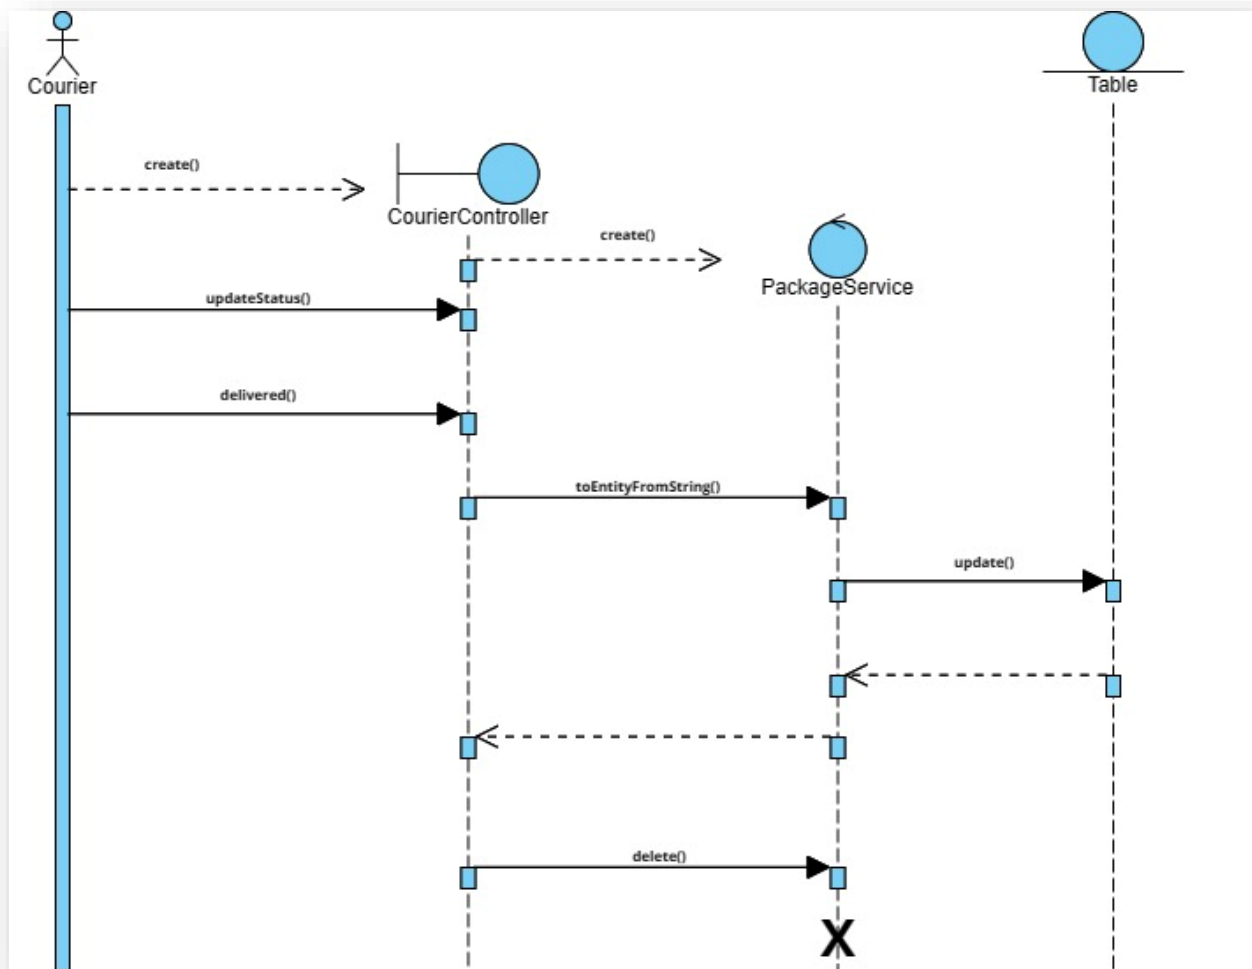 Courier
Table
create()
CourierController
create()
PackageService
updateStatus()
delivered()
toEntityFromString()
update()
delete()
X